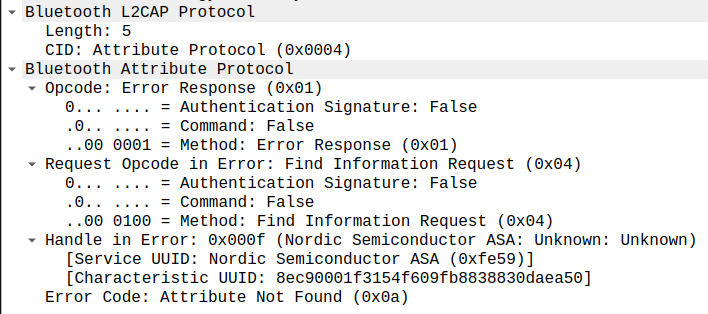 Bluetooth L2CAP Protocol
Length: 5
CID: Attribute Protocol (0x0004)
Bluetooth Attribute Protocol
Opcode: Error Response (0x01)
0... .... = Authentication Signature: False
.0.. .... = Command: False
..00 0001 = Method: Error Response (0x01)
Request Opcode in Error: Find Information Request (0x04)
0... .... = Authentication Signature: False
.0.. .... = Command: False
..00 0100 = Method: Find Information Request (0x04)
Handle in Error: 0x000f (Nordic Semiconductor ASA: Unknown: Unknown)
[Service UUID: Nordic Semiconductor ASA (0xfe59)]
[Characteristic UUID: 8ec90001f3154f609fb8838830daea50]
Error Code: Attribute Not Found (0x0a)